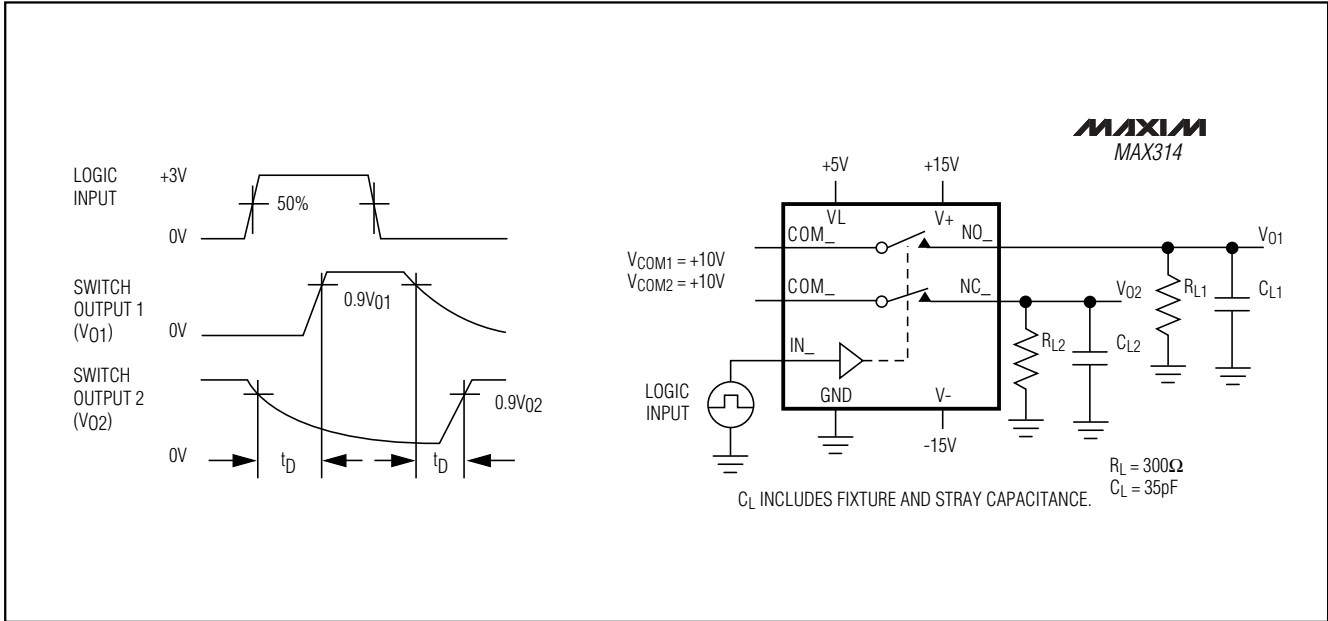 LOGIC
INPUT
+3V
50%
0V
SWITCH
OUTPUT 1
(VO1)
0.9V01
0V
SWITCH
OUTPUT 2
(VO2)
0.9V02
0V
tD
tD
MAXIM
MAX314
+5V
+15V
VL
V+
COM_
NO_
VO1
VCOM1 = +10V
VCOM2 = +10V
COM_
NC_
VO2
RL1
CL1
RL2
CL2
IN_
LOGIC
INPUT
GND
V-
-15V
RL = 300Ω
CL = 35pF
CL INCLUDES FIXTURE AND STRAY CAPACITANCE.